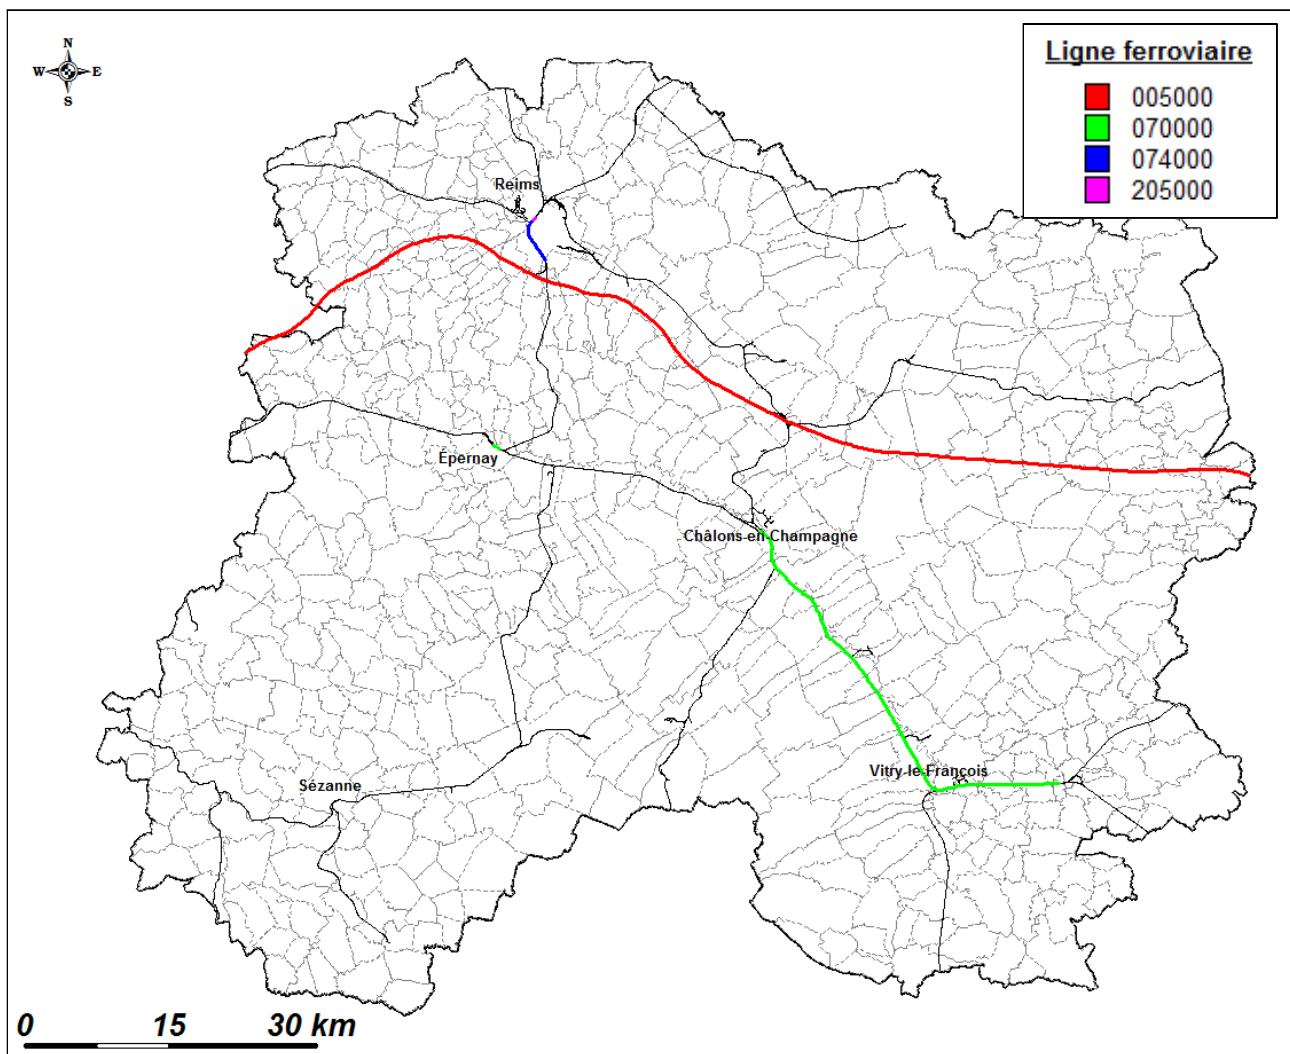 N
W E
S
Ligne ferroviaire
005000
070000
074000
205000
Reims
Épernay
Châlons-en-Champagne
Vitry-le-François
Sézanne
0 15 30 km